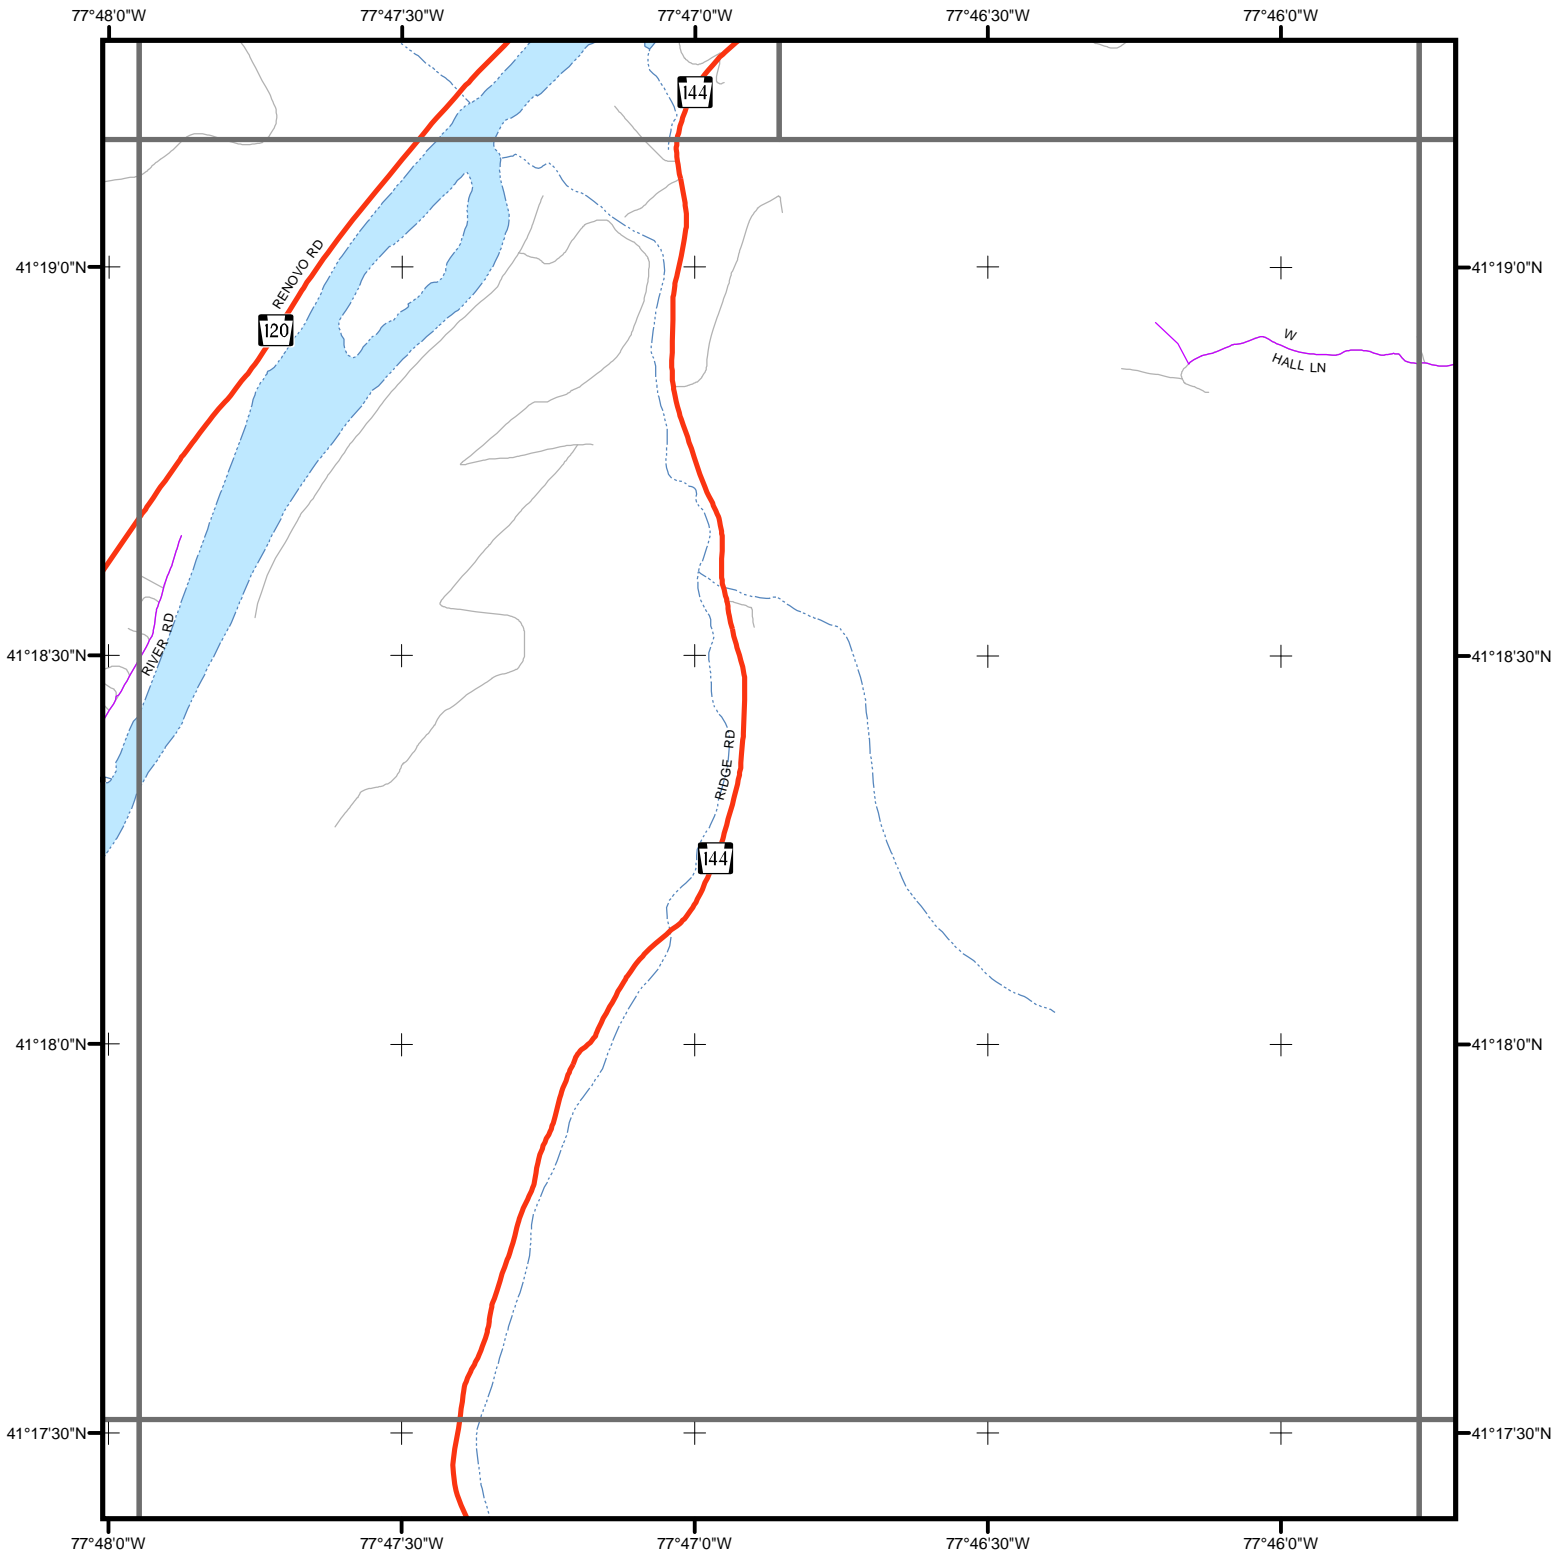 77°48'0"W 77°47'30"W 77°47'0"W 77°46'30"W 77°46'0"W
144
RENOVO RD
41°19'0"N 41°19'0"N
120
W
HALL LN
RIVER RD
41°18'30"N 41°18'30"N
RIDGE RD
144
41°18'0"N 41°18'0"N
41°17'30"N 41°17'30"N
77°48'0"W 77°47'30"W 77°47'0"W 77°46'30"W 77°46'0"W